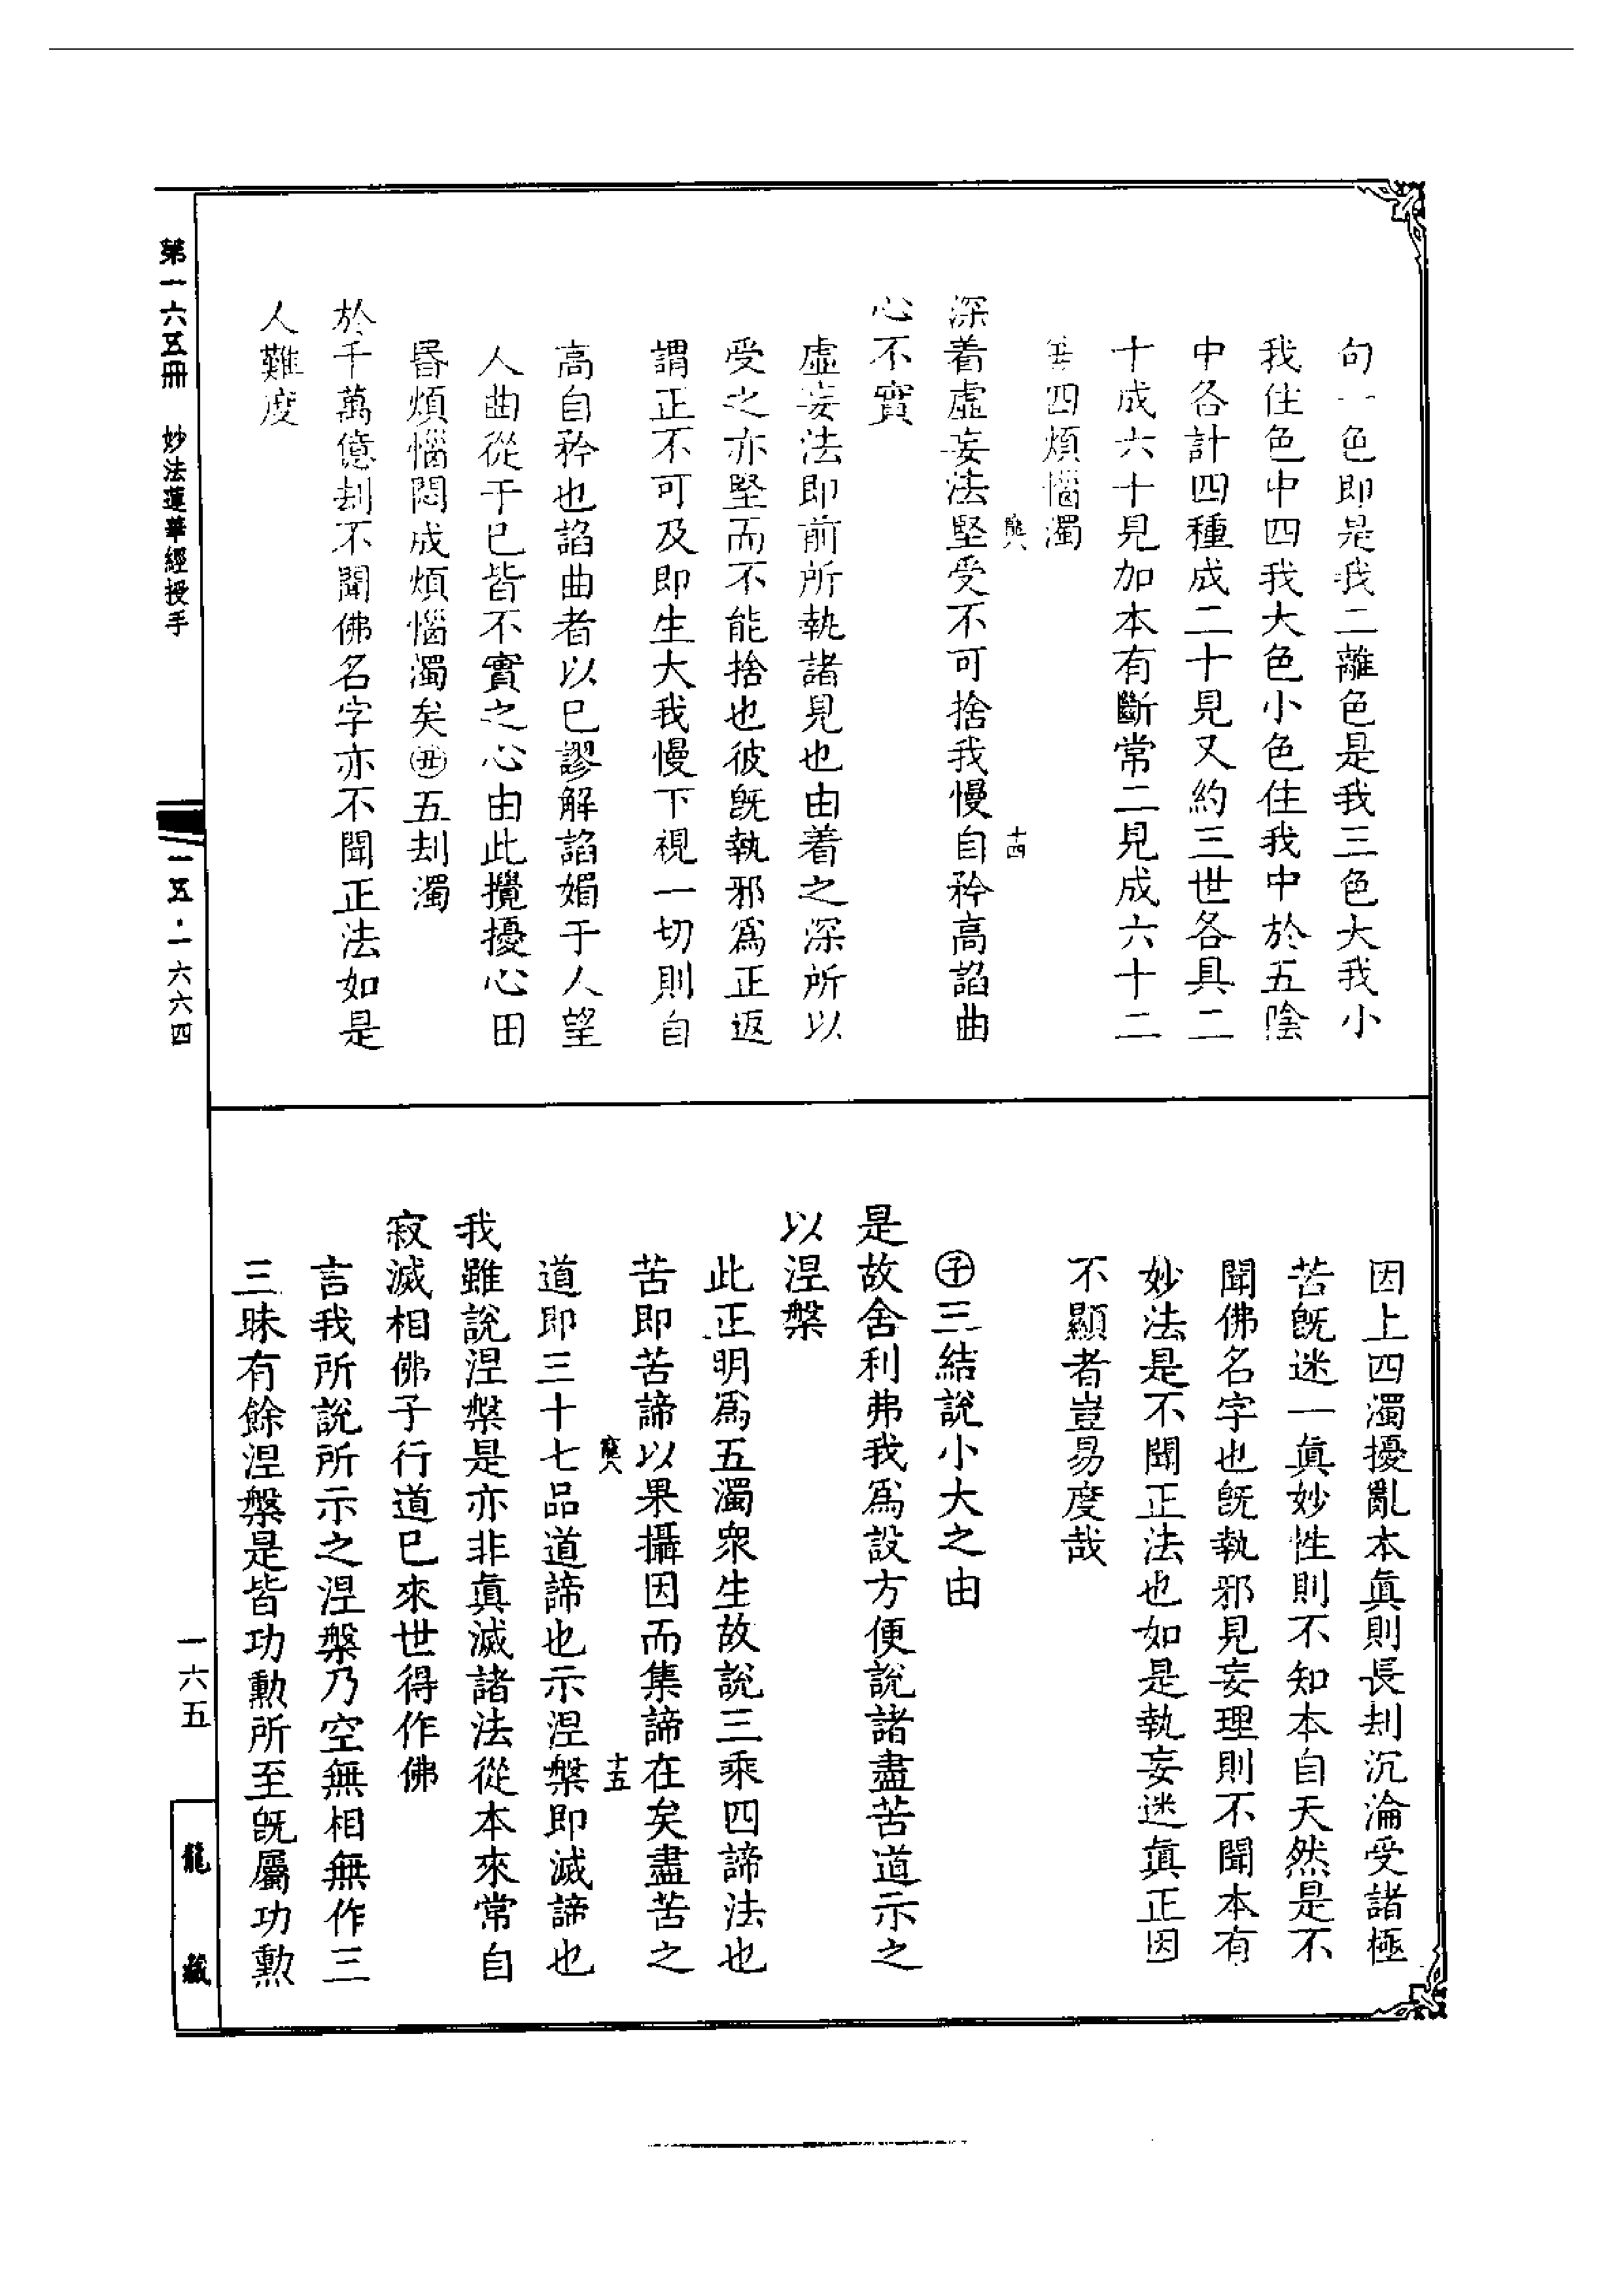 句一色即是我二離色是我三色大我小
我住色中四我大色小色住我中於五陰
中各計四種成二十見又約三世各具二
十成六十見加本有斷常二見成六十二
㊄四煩惱濁
十四
深着虛妄法堅受不可捨我慢自矜高諂曲
心不實
虛妄法即前所執諸見也由着之深所以
受之亦堅而不能捨也彼旣執邪爲正返
謂正不可及即生大我慢下視一切則自
高自矜也諂曲者以巳謬解諂媚于人望
人曲從于巳皆不實之心由此攪擾心田
昬煩惱悶成煩惱濁矣㊄五刦濁
於千萬億刦不聞佛名字亦不聞正法如是
人難度
因上四濁擾亂本眞則長刦沉淪受諸極
苦旣迷一眞妙性則不知本自天然是不
聞佛名字也旣執邪見妄理則不聞本有
妙法是不聞正法也如是執妄迷眞正因
不顯者豈易度哉
子三結說小大之由
是故舍利弗我爲設方便說諸盡苦道示之
以涅槃
此正明爲五濁衆生故說三乘四諦法也
苦即苦諦以果攝因而集諦在矣盡苦之
十五
道即三十七品道諦也示涅槃即滅諦也
我雖說涅槃是亦非眞滅諸法從本來常自
寂滅相佛子行道巳來世得作佛
言我所說所示之涅槃乃空無相無作三
三昧有餘涅槃是皆功勲所至旣屬功勲
第一六五冊　妙法蓮華經授手
一五·一六六四
一六五
龍藏